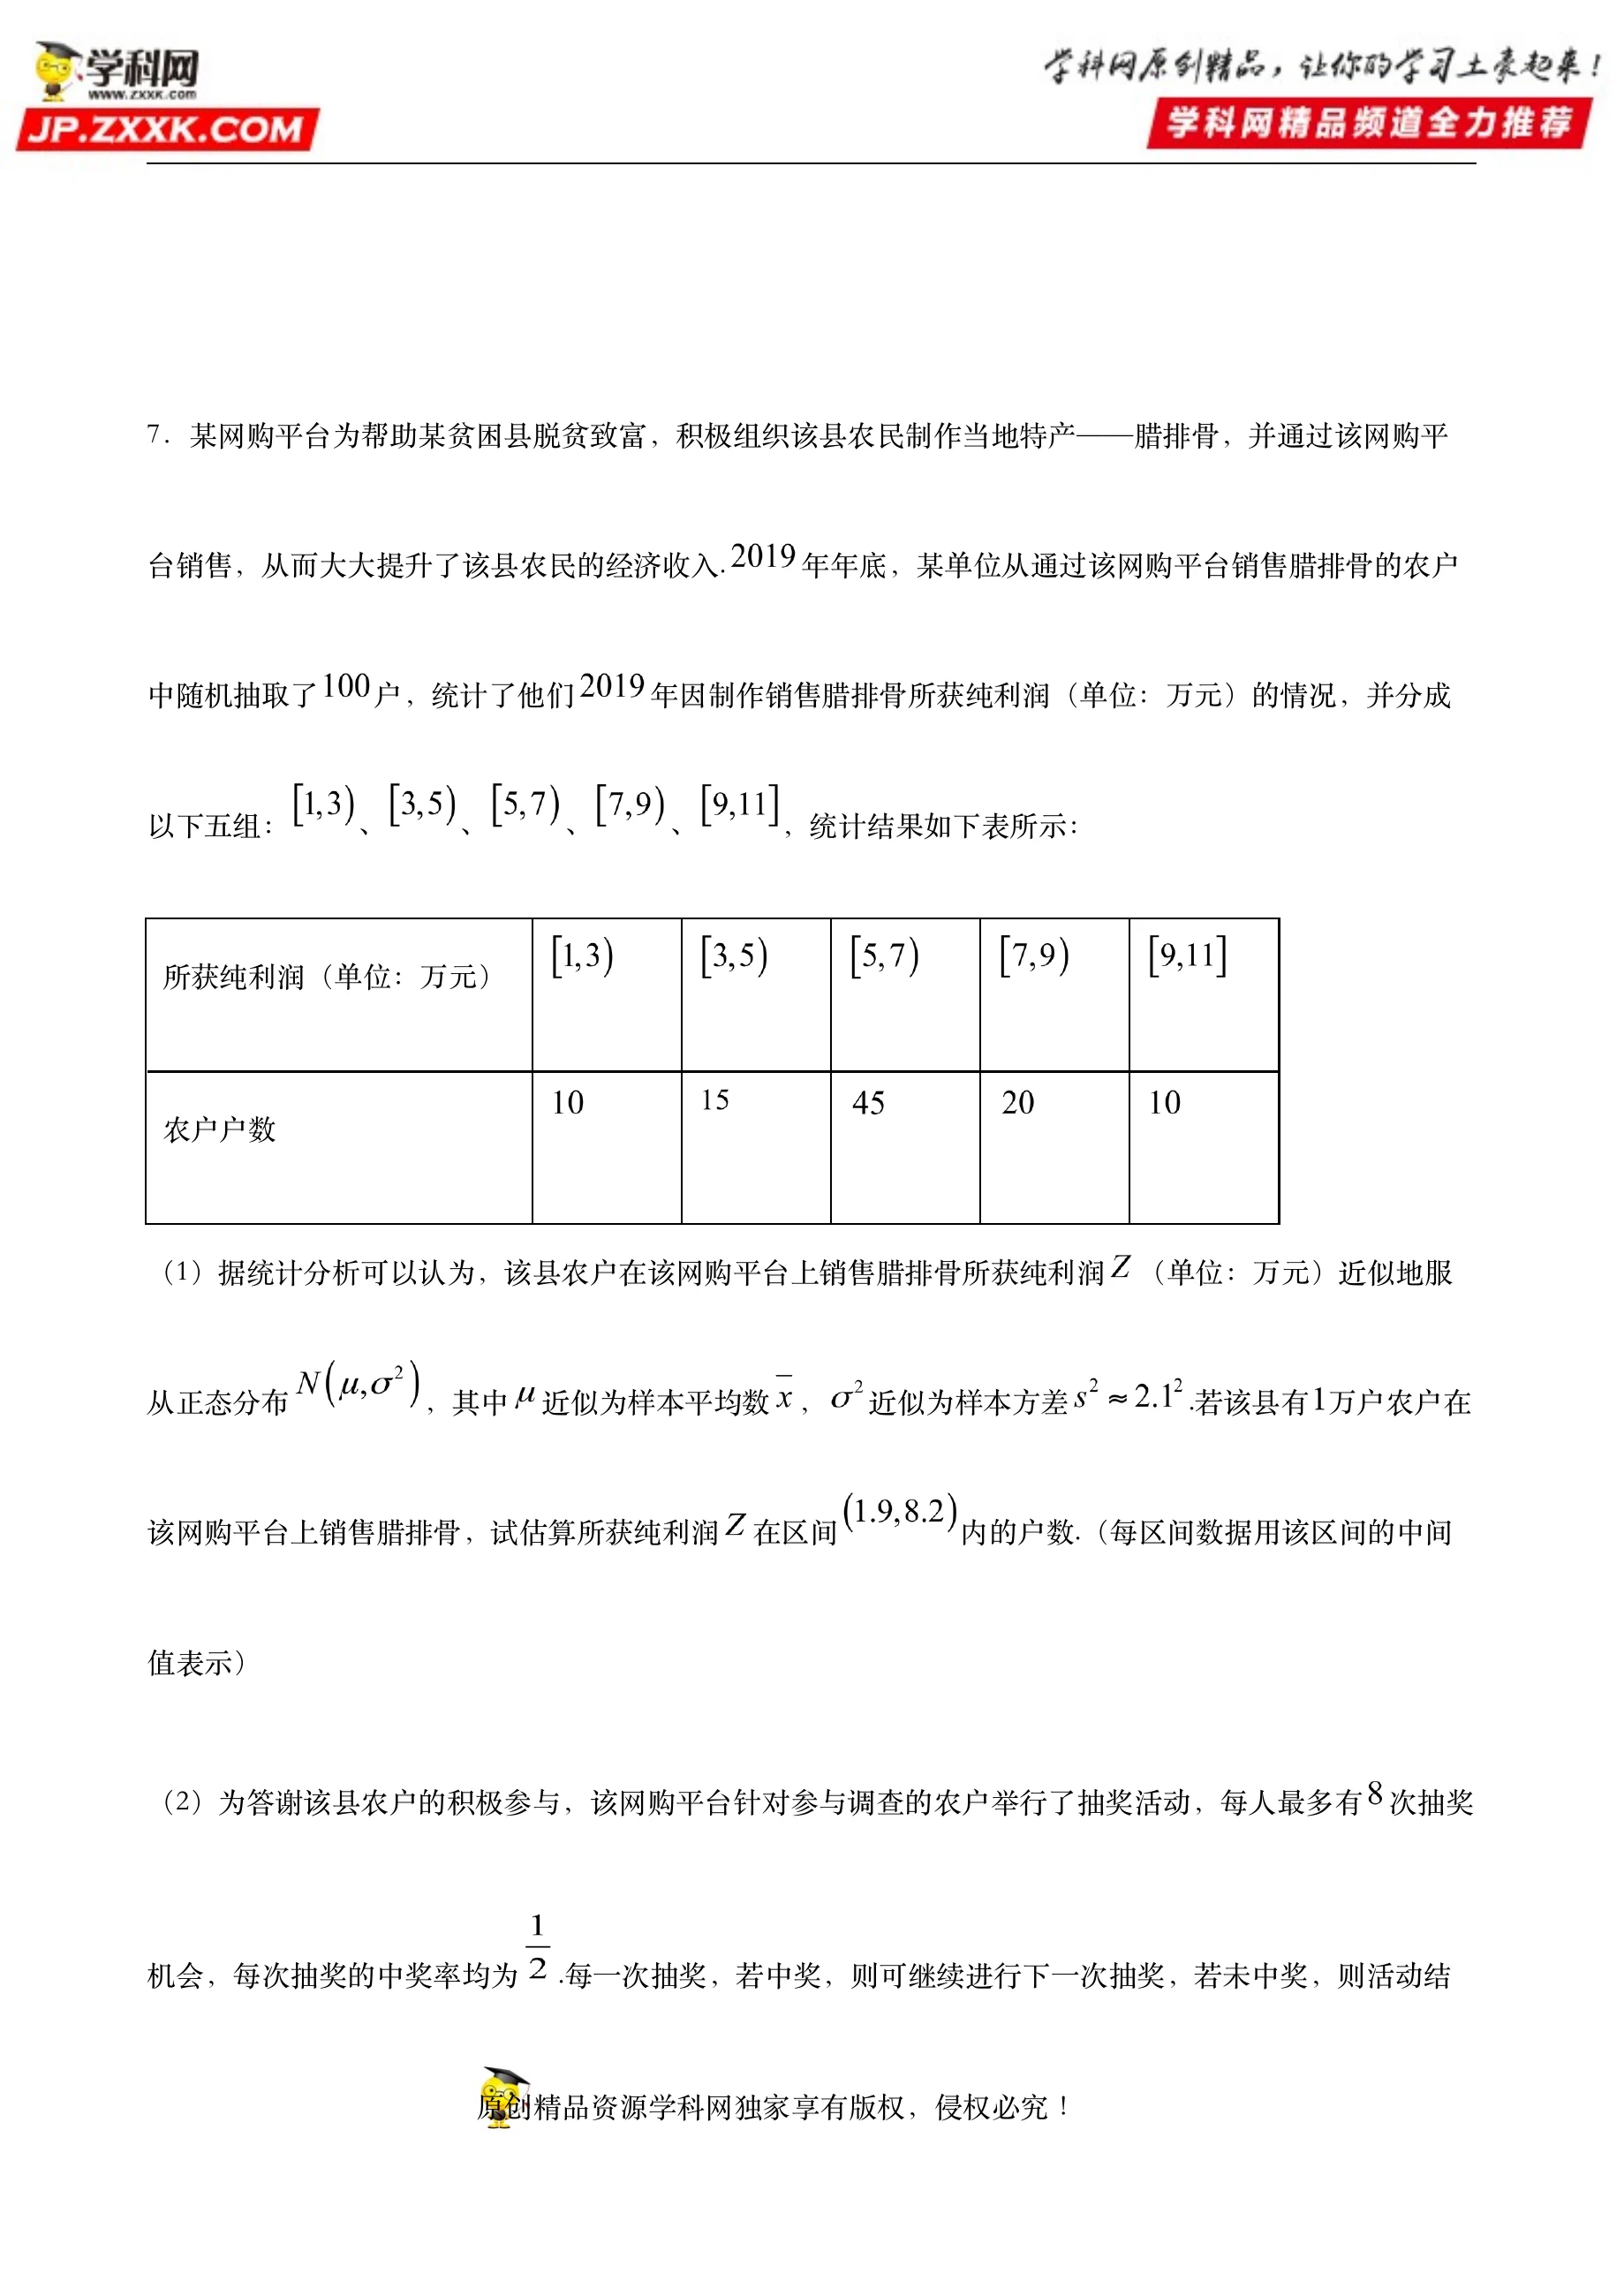 学科网
www.zxxk.com
JP.ZXXK.COM
学科网原创精品，让你的学习土豪起来！
学科网精品频道全力推荐
7．某网购平台为帮助某贫困县脱贫致富，积极组织该县农民制作当地特产——腊排骨，并通过该网购平
台销售，从而大大提升了该县农民的经济收入.2019年年底，某单位从通过该网购平台销售腊排骨的农户
中随机抽取了100户，统计了他们2019年因制作销售腊排骨所获纯利润（单位：万元）的情况，并分成
以下五组：[1,3)、[3,5)、[5,7)、[7,9)、[9,11]，统计结果如下表所示：
所获纯利润（单位：万元） [1,3) [3,5) [5,7) [7,9) [9,11]
农户户数 10 15 45 20 10
（1）据统计分析可以认为，该县农户在该网购平台上销售腊排骨所获纯利润Z（单位：万元）近似地服
从正态分布N(μ,σ²)，其中μ近似为样本平均数x̄，σ²近似为样本方差s²≈2.1².若该县有1万户农户在
该网购平台上销售腊排骨，试估算所获纯利润Z在区间(1.9,8.2)内的户数.（每区间数据用该区间的中间
值表示）
（2）为答谢该县农户的积极参与，该网购平台针对参与调查的农户举行了抽奖活动，每人最多有8次抽奖
机会，每次抽奖的中奖率均为1/2.每一次抽奖，若中奖，则可继续进行下一次抽奖，若未中奖，则活动结
原创精品资源学科网独家享有版权，侵权必究！